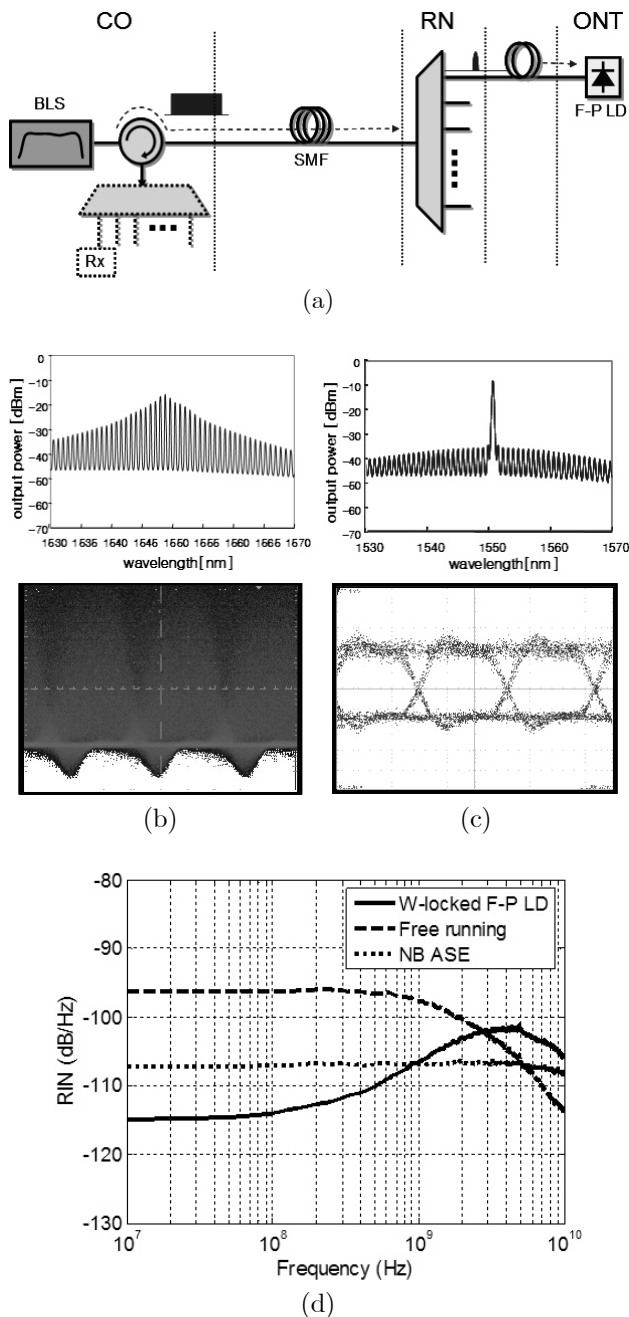 CO
RN
ONT
BLS
SMF
F-P LD
Rx
(a)
output power [dBm]
0
-10
-20
-30
-40
-50
-60
-70
1530 1535 1540 1545 1550 1555 1560 1565 1570
wavelength[nm]
output power [dBm]
0
-10
-20
-30
-40
-50
-60
-70
1530 1540 1550 1560 1570
wavelength[nm]
(b)
(c)
RIN (dB/Hz)
-80
-90
-100
-110
-120
-130
W-locked F-P LD
Free running
NB ASE
10⁷ 10⁸ 10⁹ 10¹⁰
Frequency (Hz)
(d)